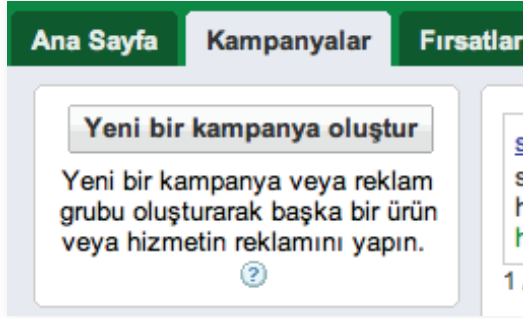 Ana Sayfa Kampanyalar Fırsatlar
Yeni bir kampanya oluştur
Yeni bir kampanya veya reklam
grubu oluşturarak başka bir ürün
veya hizmetin reklamını yapın.
?
1